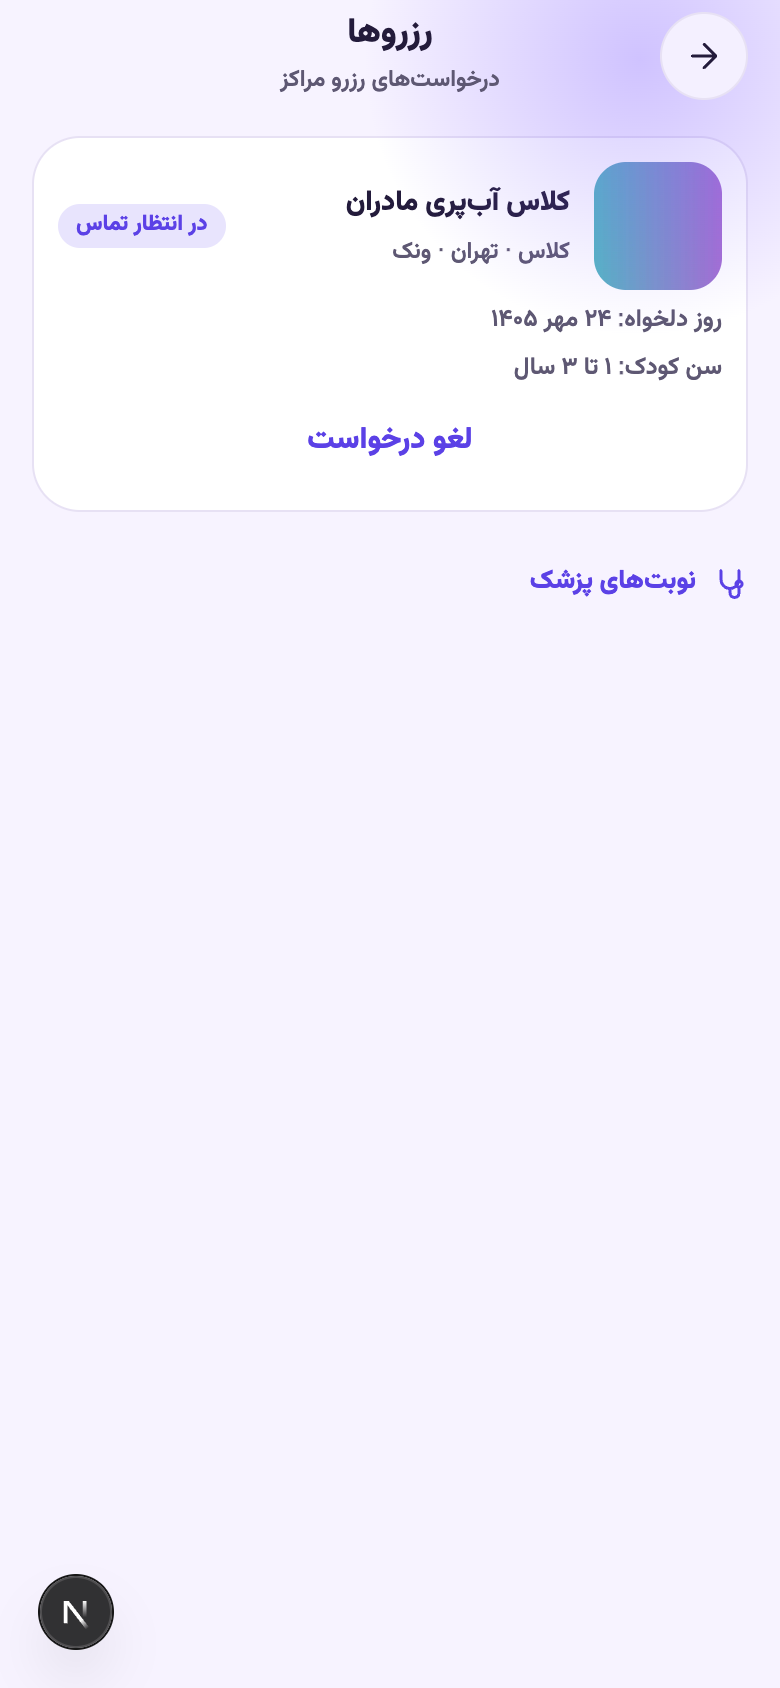 رزروها
درخواست‌های رزرو مراکز
کلاس آب‌پری مادران
در انتظار تماس
کلاس · تهران · ونک
روز دلخواه: ۲۴ مهر ۱۴۰۵
سن کودک: ۱ تا ۳ سال
لغو درخواست
نوبت‌های پزشک
N